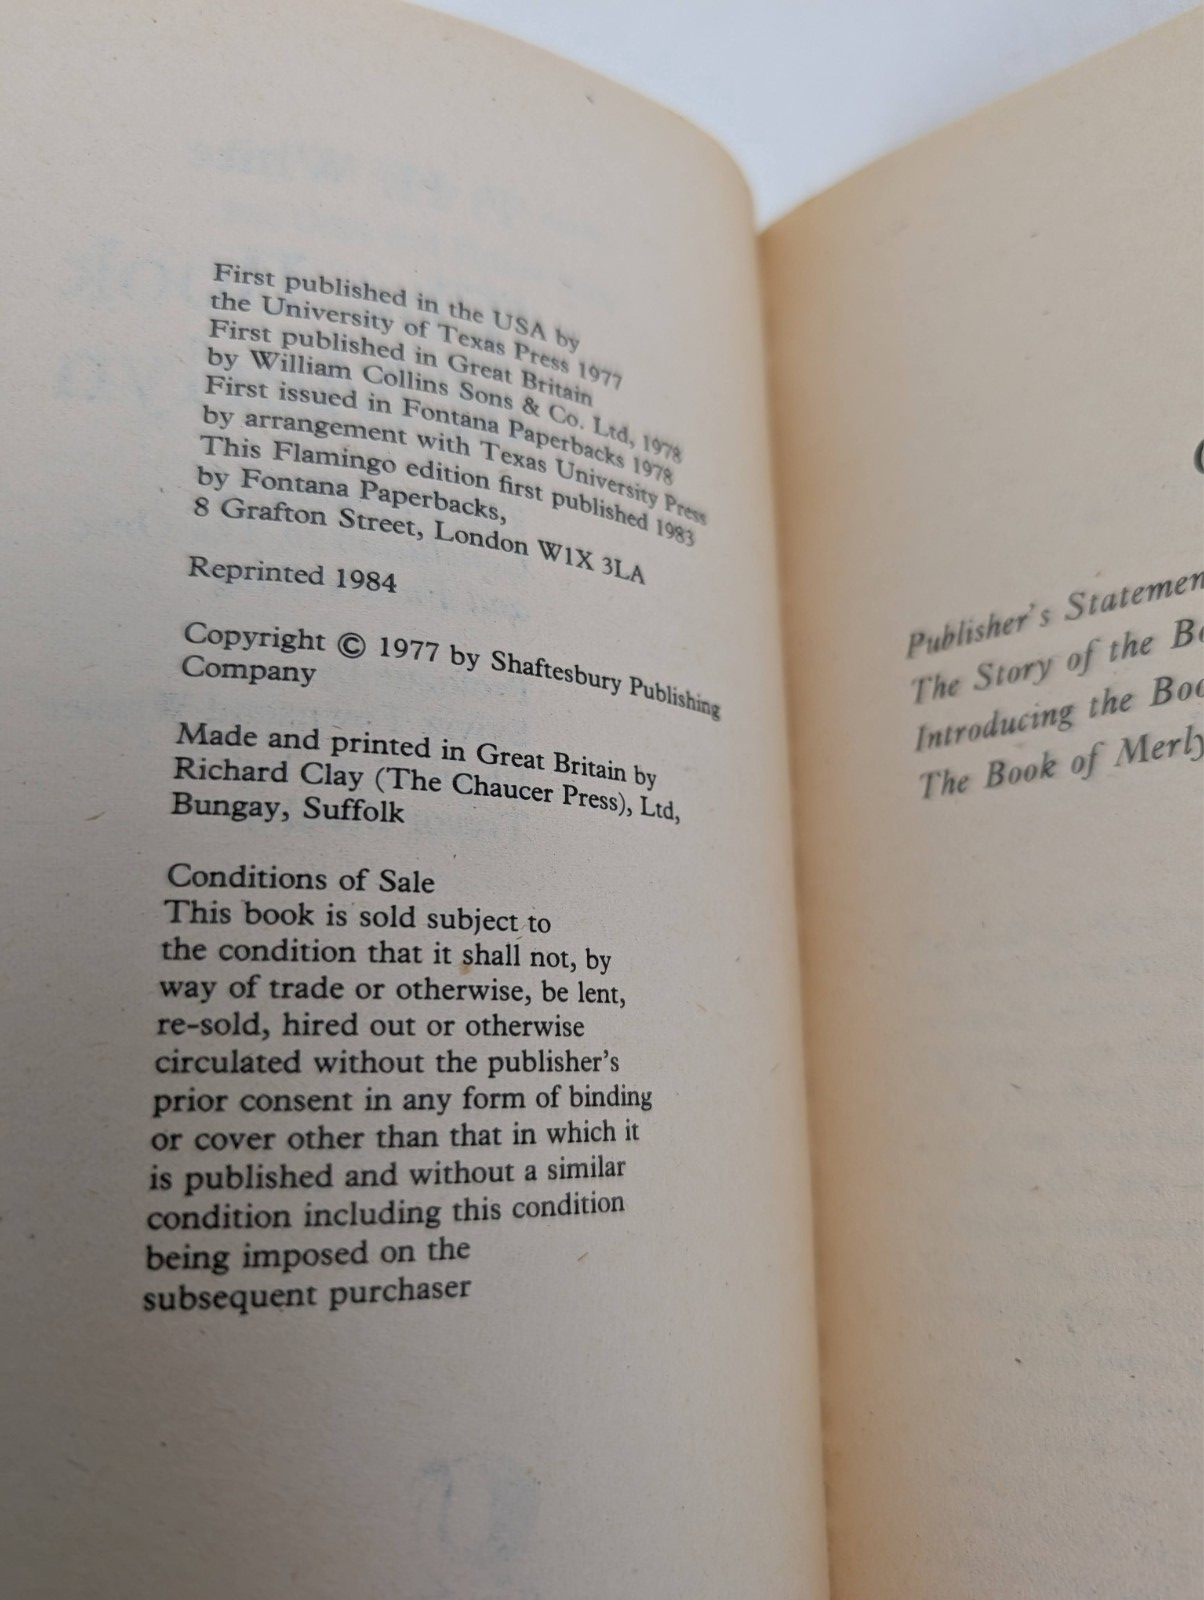 First published in the USA by
the University of Texas Press 1977
First published in Great Britain
by William Collins Sons & Co. Ltd, 1978
First issued in Fontana Paperbacks 1978
by arrangement with Texas University Press
This Flamingo edition first published 1983
by Fontana Paperbacks,
8 Grafton Street, London W1X 3LA
Reprinted 1984
Copyright © 1977 by Shaftesbury Publishing
Company
Made and printed in Great Britain by
Richard Clay (The Chaucer Press), Ltd,
Bungay, Suffolk
Conditions of Sale
This book is sold subject to
the condition that it shall not, by
way of trade or otherwise, be lent,
re-sold, hired out or otherwise
circulated without the publisher's
prior consent in any form of binding
or cover other than that in which it
is published and without a similar
condition including this condition
being imposed on the
subsequent purchaser
Publisher's Statemen
The Story of the Bo
Introducing the Boo
The Book of Merly